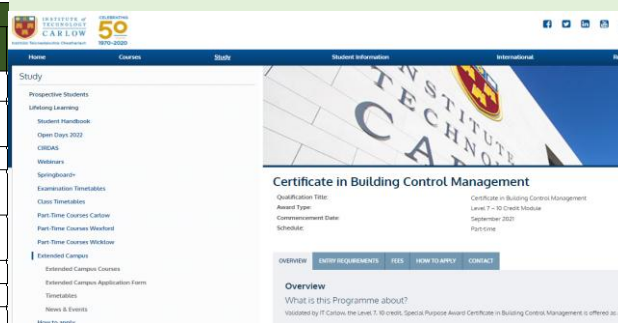 INSTITUTE of
TECHNOLOGY
CARLOW
CELEBRATING
50
1970-2020
Home Courses Study Student Information International
Study
Prospective Students
Lifelong Learning
Student Handbook
Open Days 2022
CIRDAS
Webinars
Springboard+
Examination Timetables
Class Timetables
Part-Time Courses Carlow
Part-Time Courses Wexford
Part-Time Courses Wicklow
Extended Campus
Extended Campus Courses
Extended Campus Application Form
Timetables
News & Events
How to apply
INSTITUTE
TECHNOLOGY
CA
Certificate in Building Control Management
Qualification Title: Certificate in Building Control Management
Award Type: Level 7 – 10 Credit Module
Commencement Date: September 2021
Schedule: Part-time
OVERVIEW ENTRY REQUIREMENTS FEES HOW TO APPLY CONTACT
Overview
What is this Programme about?
Validated by IT Carlow, the Level 7, 10 credit, Special Purpose Award Certificate in Building Control Management is offered as